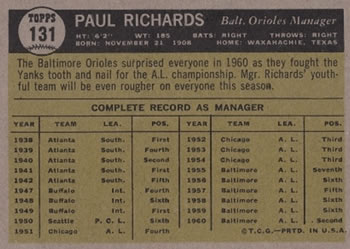 TOPPS
131
PAUL RICHARDS Balt. Orioles Manager
HT: 6'2" WT: 185 BATS: RIGHT THROWS: RIGHT
BORN: NOVEMBER 21 1908 HOME: WAXAHACHIE, TEXAS
The Baltimore Orioles surprised everyone in 1960 as they fought
the Yanks tooth and nail for the A.L. championship. Mgr. Richards' youth-
ful team will be even rougher on everyone this season.
COMPLETE RECORD AS MANAGER
YEAR TEAM LEA. POS. YEAR TEAM LEA. POS.
1938 Atlanta South. First 1952 Chicago A. L. Third
1939 Atlanta South. Fourth 1953 Chicago A. L. Third
1940 Atlanta South. Second 1954 Chicago A. L. Third
1941 Atlanta South. First 1955 Baltimore A. L. Seventh
1942 Atlanta South. Second 1956 Baltimore A. L. Sixth
1947 Buffalo Int. Fourth 1957 Baltimore A. L. Fifth
1948 Buffalo Int. Sixth 1958 Baltimore A. L. Sixth
1949 Buffalo Int. First 1959 Baltimore A. L. Sixth
1950 Seattle P. C. L. Sixth 1960 Baltimore A. L. Second
1951 Chicago A. L. Fourth © T. C. G.—PRTD. IN U. S. A.